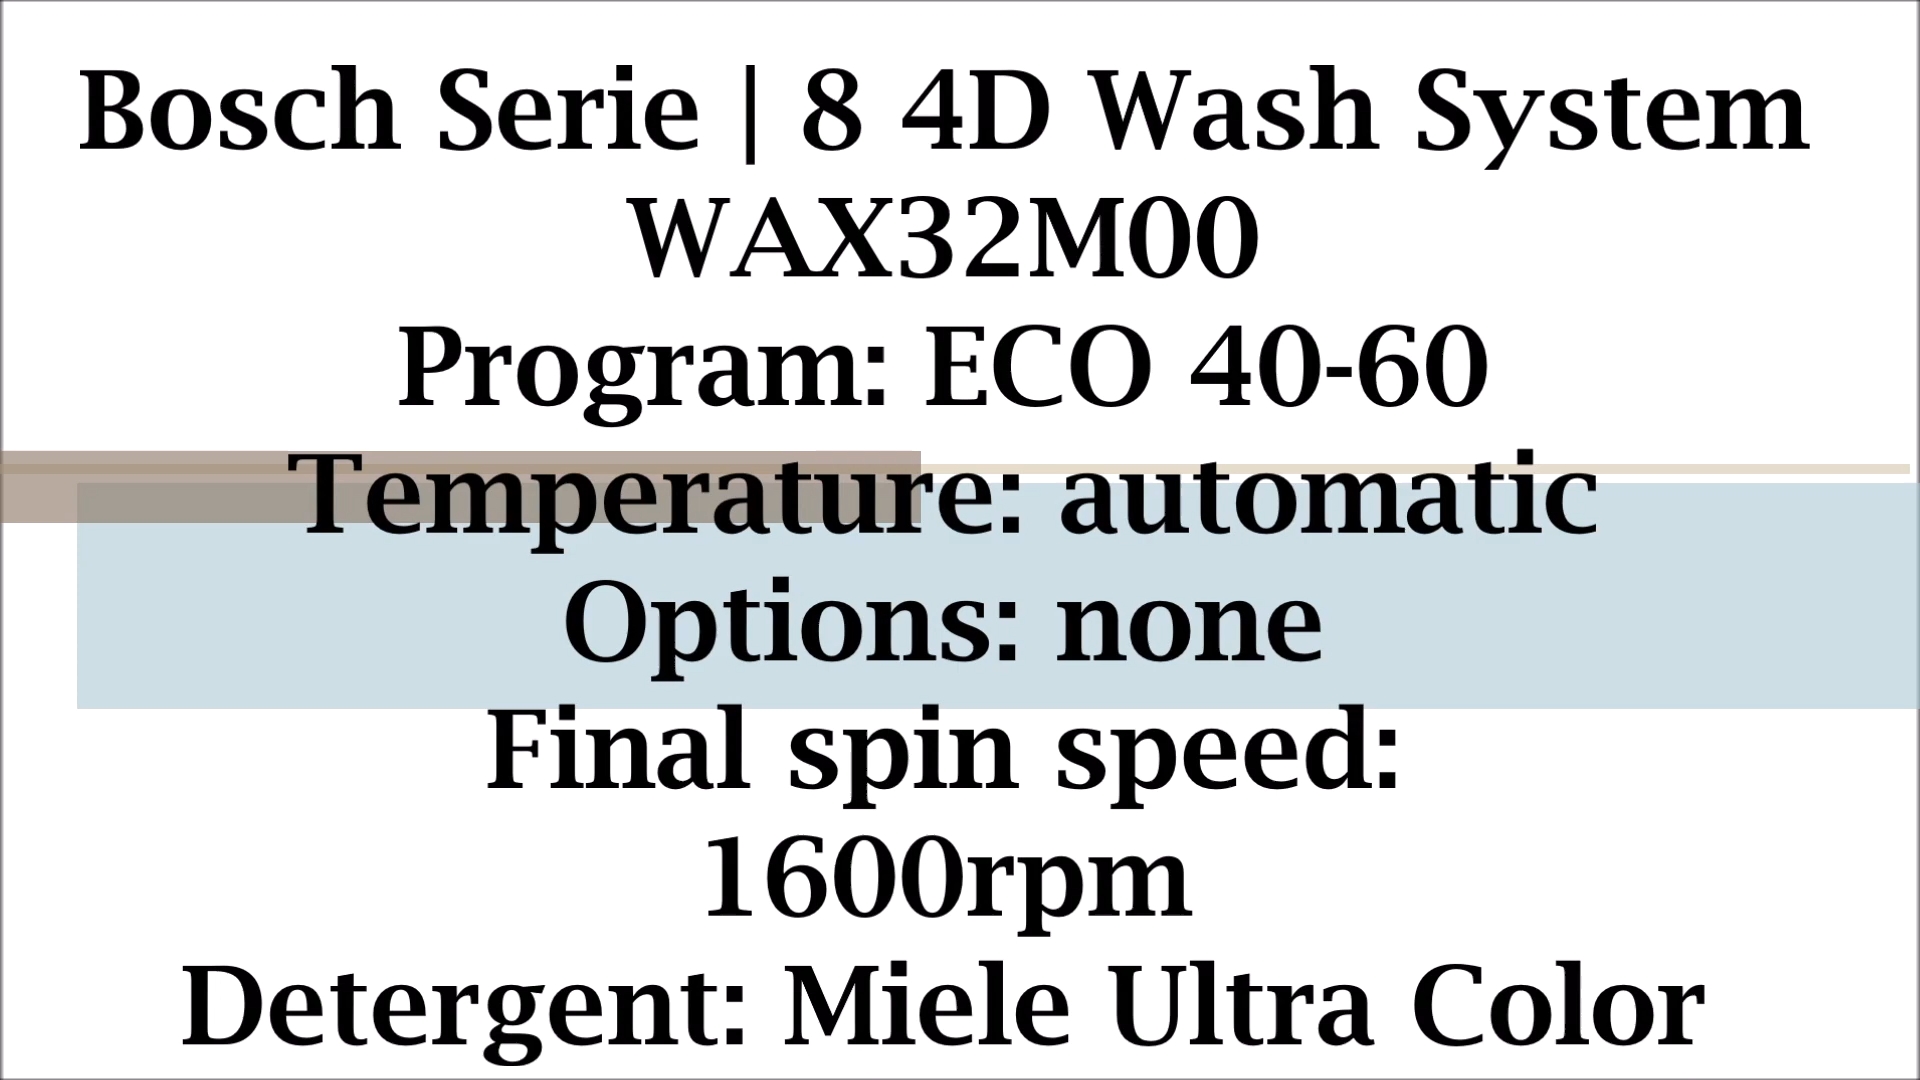 Bosch Serie | 8 4D Wash System
WAX32M00
Program: ECO 40-60
Temperature: automatic
Options: none
Final spin speed:
1600rpm
Detergent: Miele Ultra Color